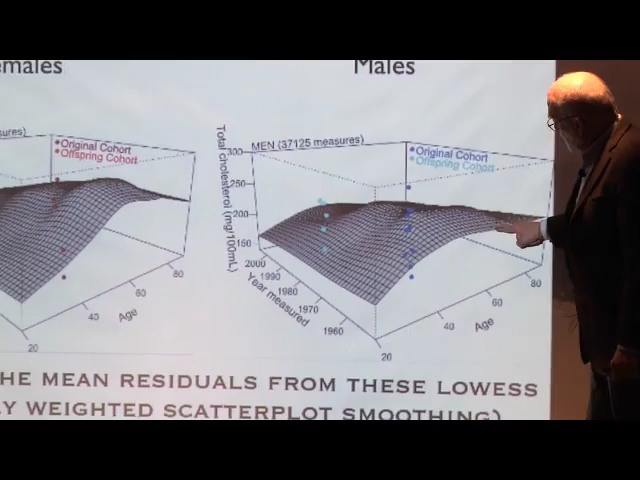 emales
Males
sures)
Original Cohort
Offspring Cohort
80
60
40
20
Age
MEN (37125 measures)
Original Cohort
Offspring Cohort
Total cholesterol (mg/100mL)
300
250
200
150
2000
1990
1980
1970
1960
Year measured
80
60
40
20
Age
HE MEAN RESIDUALS FROM THESE LOWESS
LY WEIGHTED SCATTERPLOT SMOOTHING)